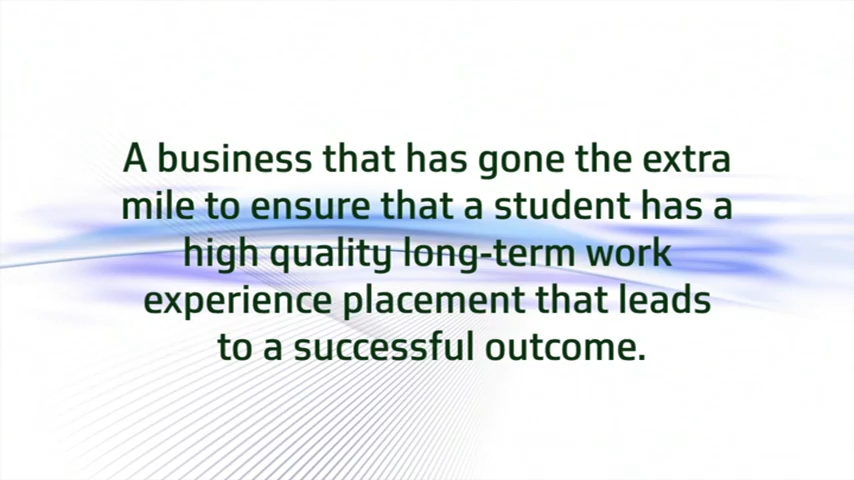 A business that has gone the extra
mile to ensure that a student has a
high quality long-term work
experience placement that leads
to a successful outcome.